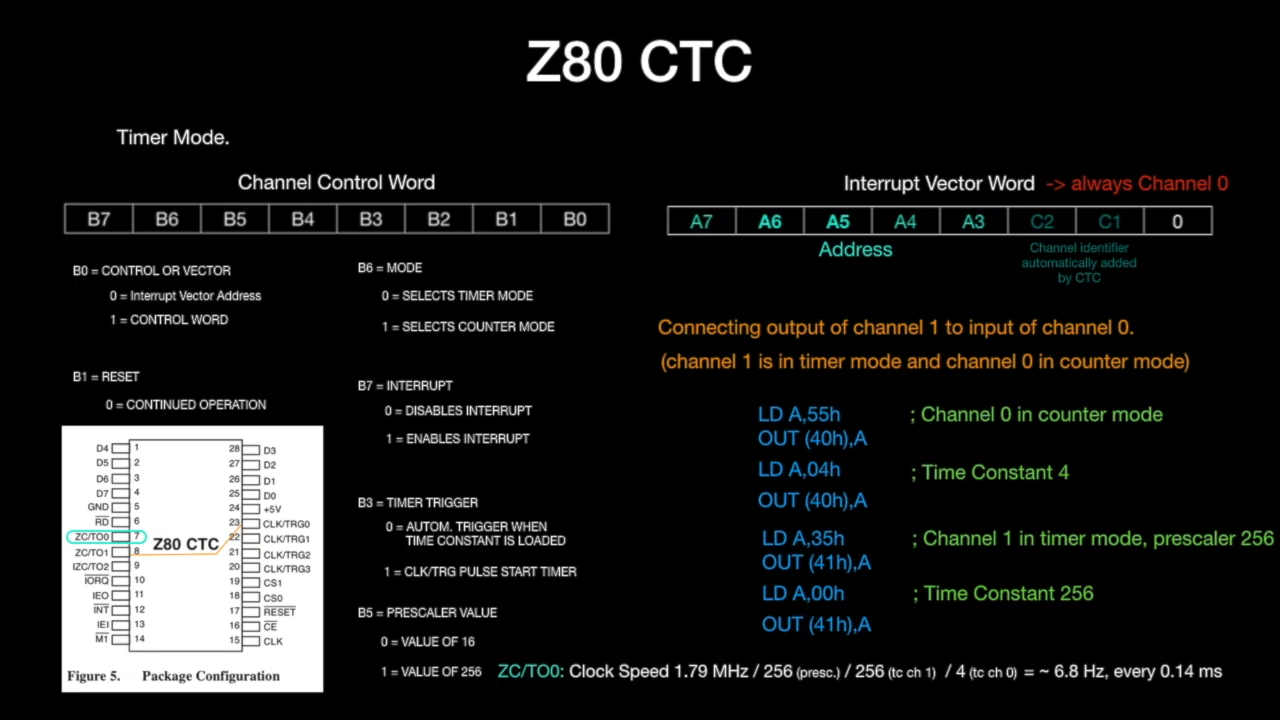 Z80 CTC
Timer Mode.
Channel Control Word
B7 B6 B5 B4 B3 B2 B1 B0
B0 = CONTROL OR VECTOR
0 = Interrupt Vector Address
1 = CONTROL WORD
B1 = RESET
0 = CONTINUED OPERATION
B6 = MODE
0 = SELECTS TIMER MODE
1 = SELECTS COUNTER MODE
B7 = INTERRUPT
0 = DISABLES INTERRUPT
1 = ENABLES INTERRUPT
B3 = TIMER TRIGGER
0 = AUTOM. TRIGGER WHEN
TIME CONSTANT IS LOADED
1 = CLK/TRG PULSE START TIMER
B5 = PRESCALER VALUE
0 = VALUE OF 16
1 = VALUE OF 256
D4 1 28 D3
D5 2 27 D2
D6 3 26 D1
D7 4 25 D0
GND 5 24 +5V
RD 6 23 CLK/TRG0
ZC/TO0 7 22 CLK/TRG1
ZC/TO1 8 21 CLK/TRG2
IZC/TO2 9 20 CLK/TRG3
IORQ 10 19 CS1
IEO 11 18 CS0
INT 12 17 RESET
IEI 13 16 CE
M1 14 15 CLK
Z80 CTC
Figure 5. Package Configuration
Interrupt Vector Word -> always Channel 0
A7 A6 A5 A4 A3 C2 C1 0
Address
Channel identifier
automatically added
by CTC
Connecting output of channel 1 to input of channel 0.
(channel 1 is in timer mode and channel 0 in counter mode)
LD A,55h ; Channel 0 in counter mode
OUT (40h),A
LD A,04h ; Time Constant 4
OUT (40h),A
LD A,35h ; Channel 1 in timer mode, prescaler 256
OUT (41h),A
LD A,00h ; Time Constant 256
OUT (41h),A
ZC/TO0: Clock Speed 1.79 MHz / 256 (presc.) / 256 (tc ch 1) / 4 (tc ch 0) = ~ 6.8 Hz, every 0.14 ms